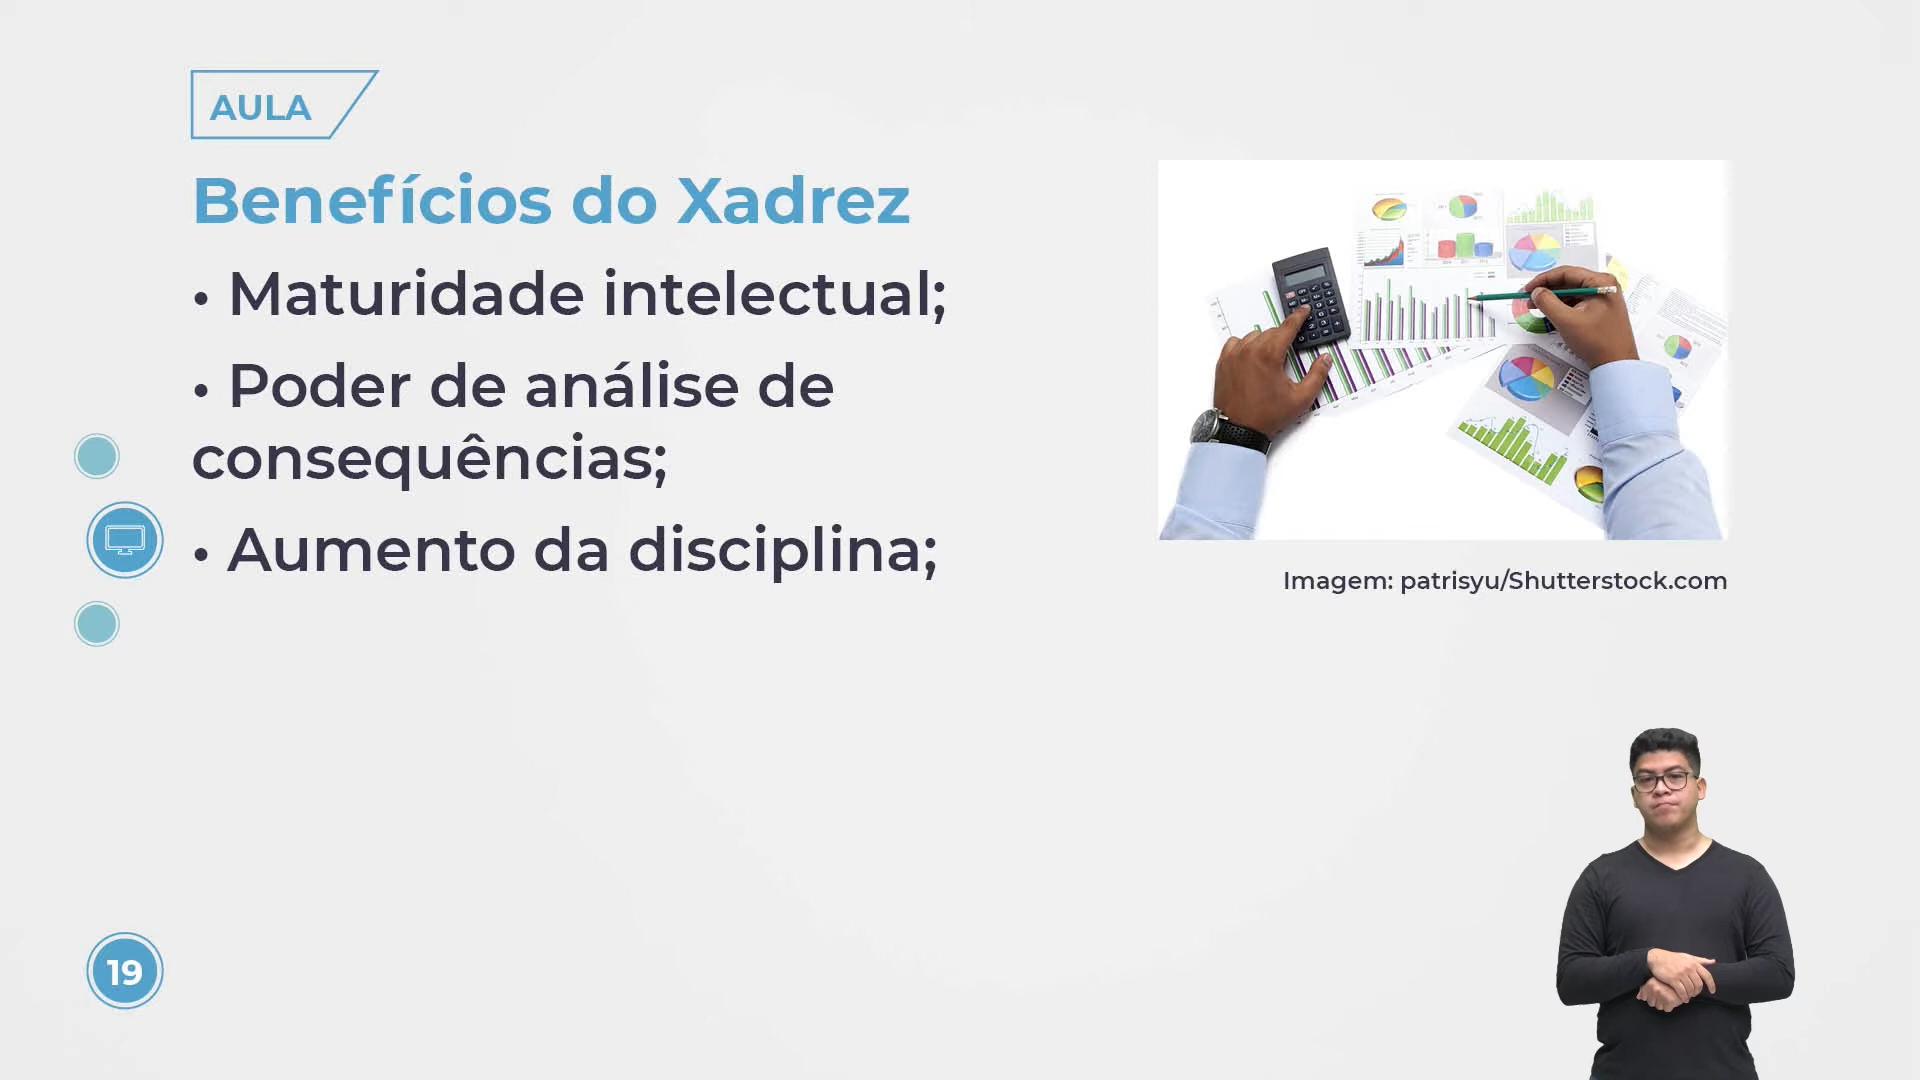 AULA
Benefícios do Xadrez
• Maturidade intelectual;
• Poder de análise de
consequências;
• Aumento da disciplina;
Imagem: patrisyu/Shutterstock.com
19